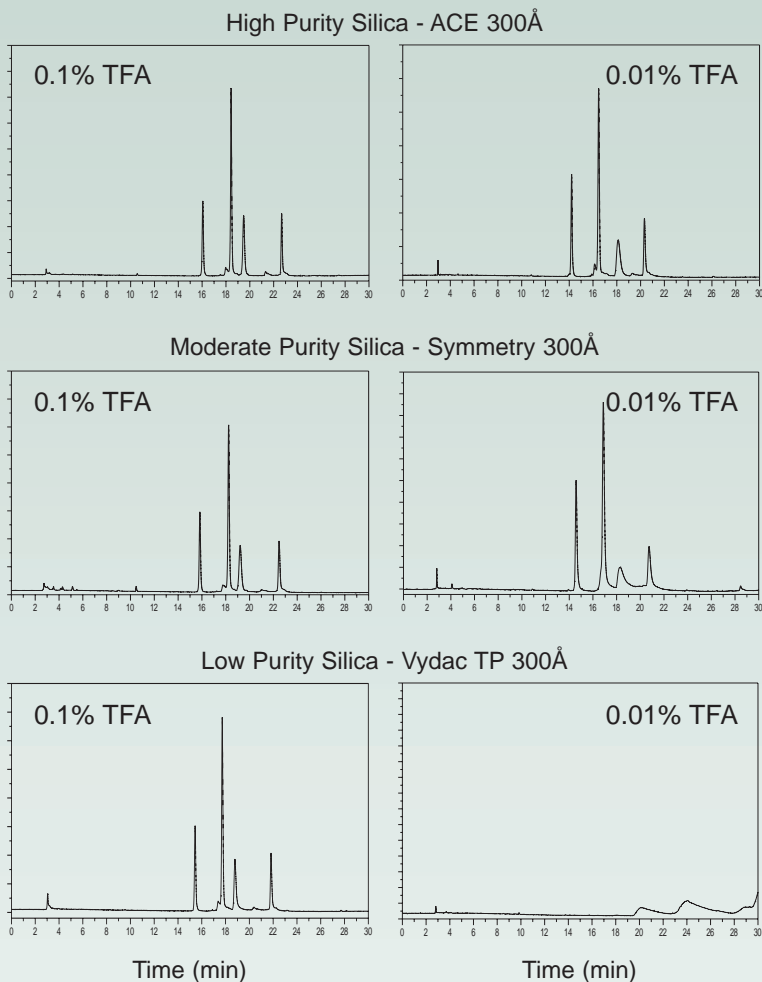 High Purity Silica - ACE 300Å
0.1% TFA
0.01% TFA
0 2 4 6 8 10 12 14 16 18 20 22 24 26 28 30
0 2 4 6 8 10 12 14 16 18 20 22 24 26 28 30
Moderate Purity Silica - Symmetry 300Å
0.1% TFA
0.01% TFA
0 2 4 6 8 10 12 14 16 18 20 22 24 26 28 30
0 2 4 6 8 10 12 14 16 18 20 22 24 26 28 30
Low Purity Silica - Vydac TP 300Å
0.1% TFA
0.01% TFA
0 2 4 6 8 10 12 14 16 18 20 22 24 26 28 30
0 2 4 6 8 10 12 14 16 18 20 22 24 26 28 30
Time (min)
Time (min)